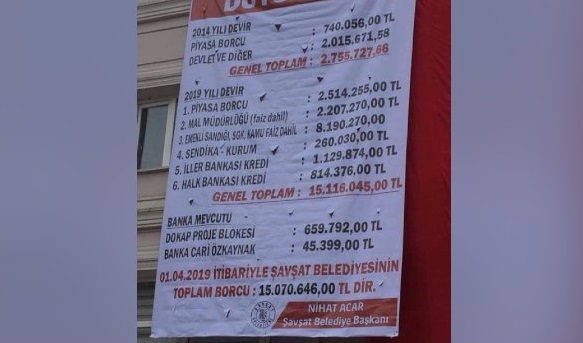 2014 YILI DEVİR
PİYASA BORCU : 740.056,00 TL
DEVLET VE DİĞER : 2.015.671,58
GENEL TOPLAM : 2.755.727,66
2019 YILI DEVİR
1. PİYASA BORCU : 2.514.255,00 TL
2. MAL MÜDÜRLÜĞÜ (faiz dahil) : 2.207.270,00 TL
3. EMEKLİ SANDIĞI, SGK, KAMU FAİZ DAHİL : 8.190.270,00
4. SENDİKA - KURUM : 260.030,00 TL
5. İLLER BANKASI KREDİ : 1.129.874,00 TL
6. HALK BANKASI KREDİ : 814.376,00 TL
GENEL TOPLAM : 15.116.045,00 TL
BANKA MEVCUTU
DOKAP PROJE BLOKESİ : 659.792,00 TL
BANKA CARİ ÖZKAYNAK : 45.399,00 TL
01.04.2019 İTİBARİYLE ŞAVŞAT BELEDİYESİNİN
TOPLAM BORCU : 15.070.646,00 TL DİR.
NİHAT ACAR
Şavşat Belediye Başkanı